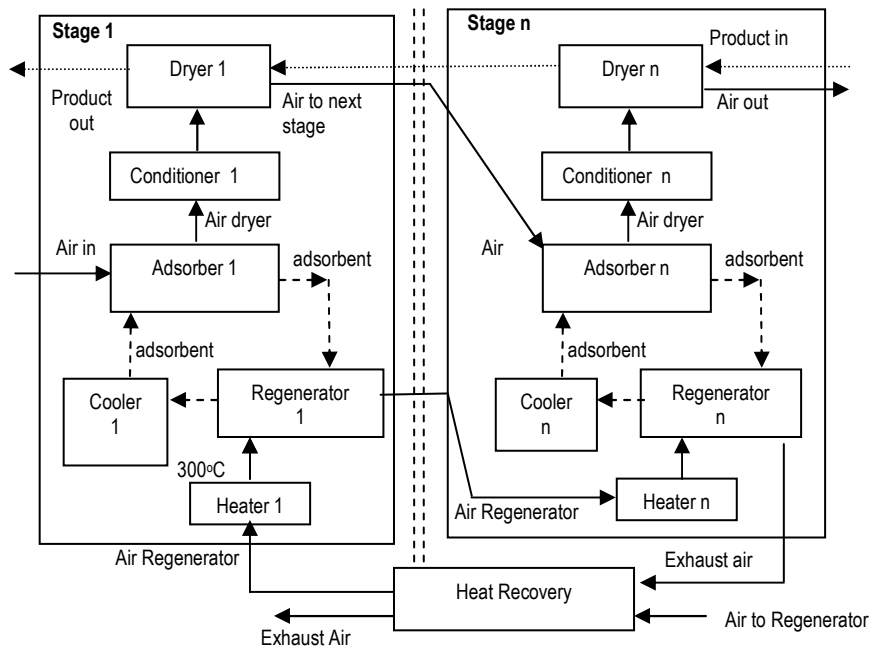 Stage 1
Dryer 1
Product
out
Air to next
stage
Conditioner 1
Air dryer
Air in
Adsorber 1
adsorbent
adsorbent
Cooler
1
Regenerator
1
300°C
Heater 1
Air Regenerator
Stage n
Product in
Dryer n
Air out
Conditioner n
Air dryer
Air
Adsorber n
adsorbent
adsorbent
Cooler
n
Regenerator
n
Air Regenerator
Heater n
Exhaust air
Heat Recovery
Air to Regenerator
Exhaust Air